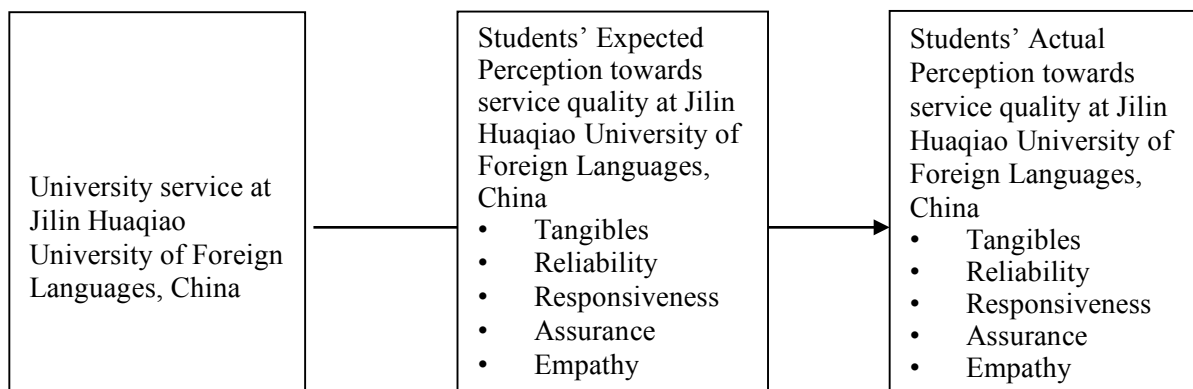 University service at
Jilin Huaqiao
University of Foreign
Languages, China
Students’ Expected
Perception towards
service quality at Jilin
Huaqiao University of
Foreign Languages,
China
• Tangibles
• Reliability
• Responsiveness
• Assurance
• Empathy
Students’ Actual
Perception towards
service quality at Jilin
Huaqiao University of
Foreign Languages,
China
• Tangibles
• Reliability
• Responsiveness
• Assurance
• Empathy